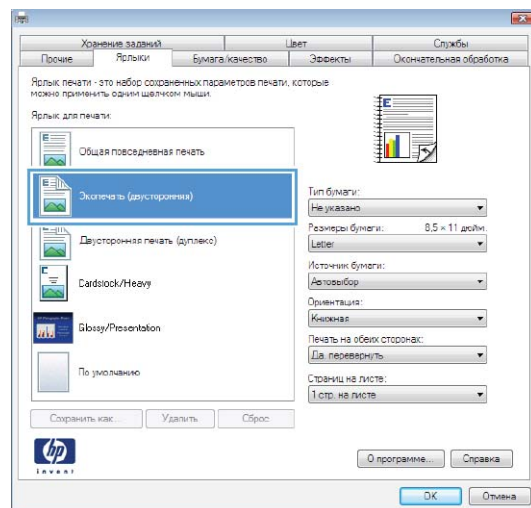 Хранение заданий
Цвет
Службы
Прочие
Ярлыки
Бумага/качество
Эффекты
Окончательная обработка
Ярлык печати - это набор сохраненных параметров печати, которые
можно применить одним щелчком мыши.
Ярлык для печати:
Общая повседневная печать
Экопечать (двусторонняя)
Двусторонняя печать (дуплекс)
Cardstock/Heavy
Glossy/Presentation
По умолчанию
Тип бумаги:
Не указано
Размеры бумаги: 8,5 × 11 дюйм.
Letter
Источник бумаги:
Автовыбор
Ориентация:
Книжная
Печать на обеих сторонах:
Да, перевернуть
Страниц на листе:
1 стр. на листе
Сохранить как...
Удалить
Сброс
hp
invent
О программе...
Справка
OK
Отмена